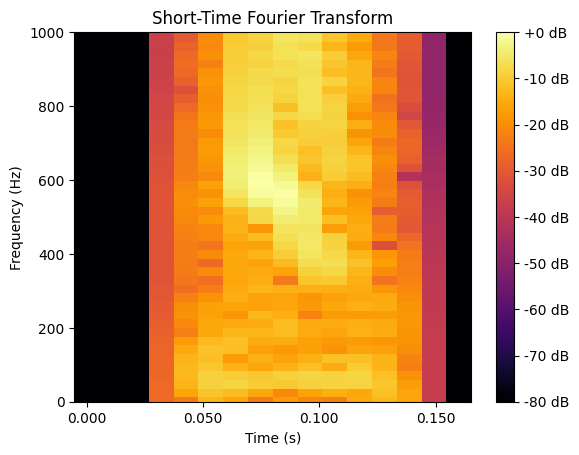 Short-Time Fourier Transform
1000
800
600
400
200
0
Frequency (Hz)
0.000
0.050
0.100
0.150
Time (s)
+0 dB
-10 dB
-20 dB
-30 dB
-40 dB
-50 dB
-60 dB
-70 dB
-80 dB